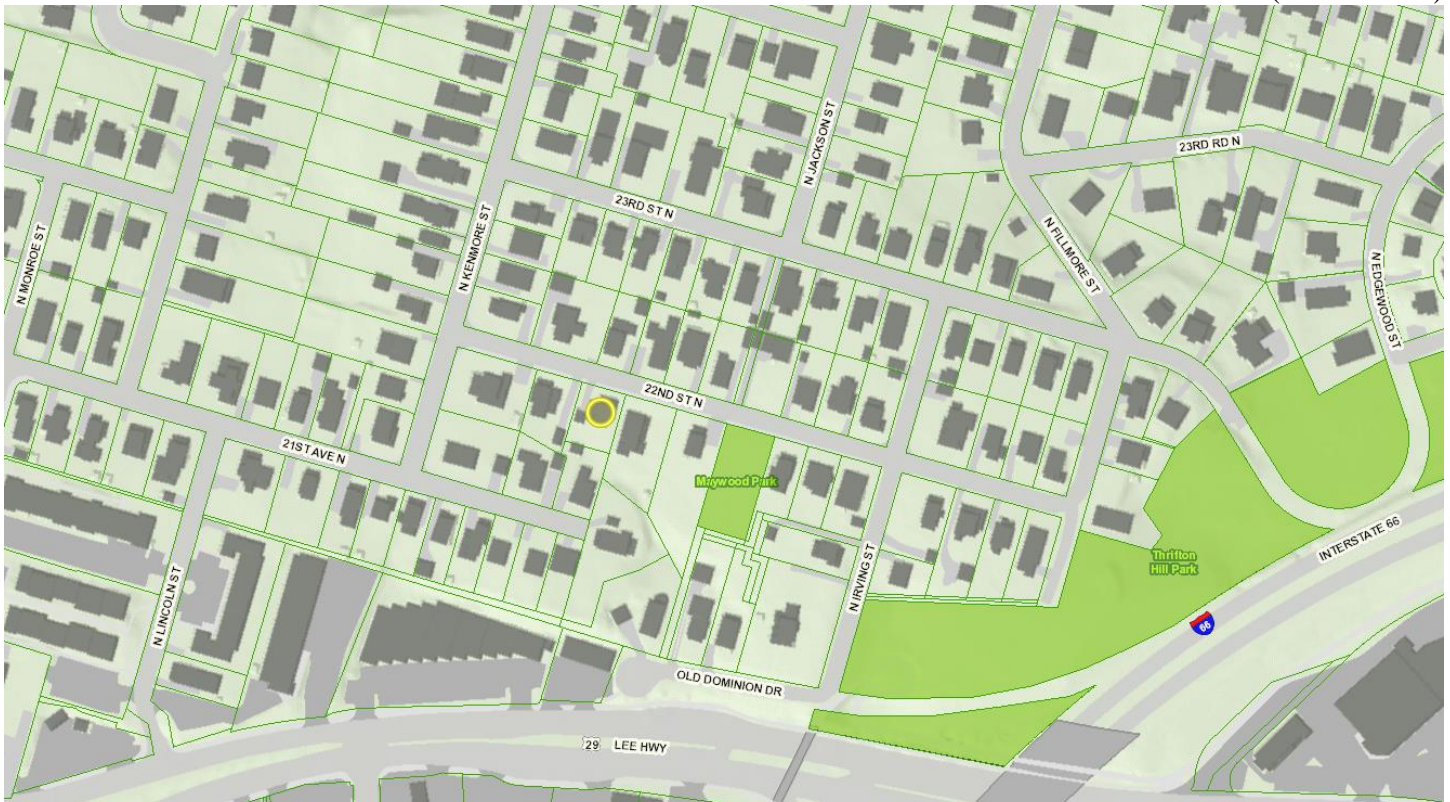 N JACKSON ST
23RD RD N
23RD ST N
N KENMORE ST
N MONROE ST
N FILLMORE ST
N EDGEWOOD ST
22ND ST N
21ST AVE N
Maywood Park
INTERSTATE 66
Thrifton
Hill Park
N IRVING ST
N LINCOLN ST
66
OLD DOMINION DR
29 LEE HWY